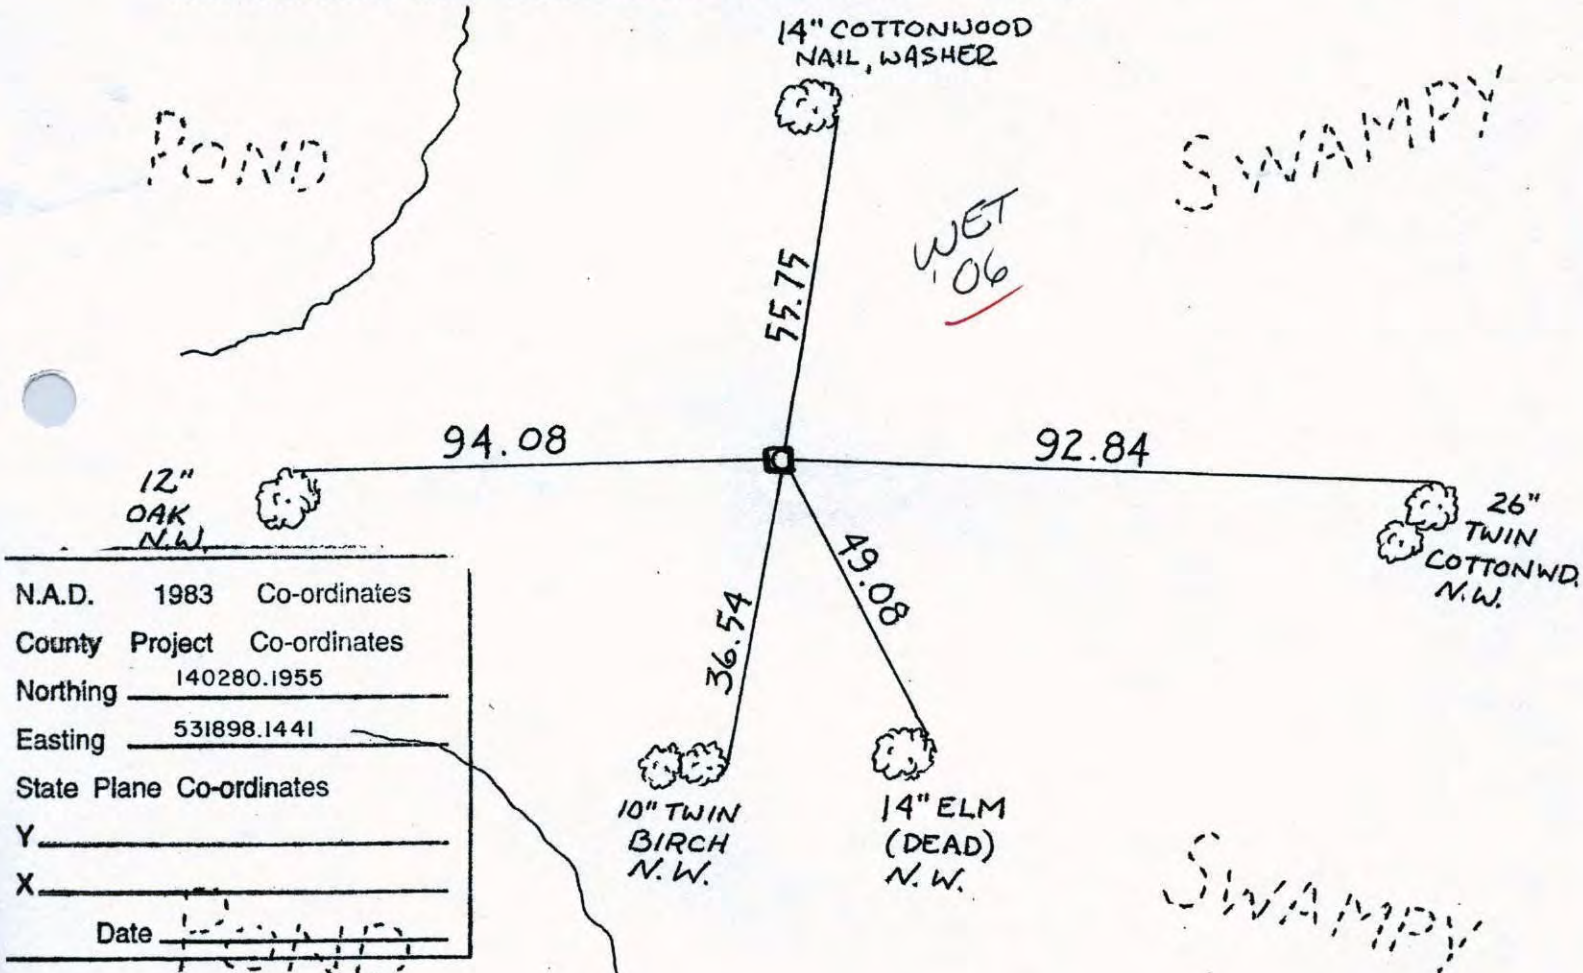 14" COTTONWOOD
NAIL, WASHER
POND
SWAMPY
WET
'06
55.75
94.08
92.84
12"
OAK
N.W.
26"
TWIN
COTTONWD.
N.W.
49.08
36.54
N.A.D. 1983 Co-ordinates
County Project Co-ordinates
Northing 140280.1955
Easting 531898.1441
State Plane Co-ordinates
Y
X
Date
10" TWIN
BIRCH
N.W.
14" ELM
(DEAD)
N.W.
SWAMPY